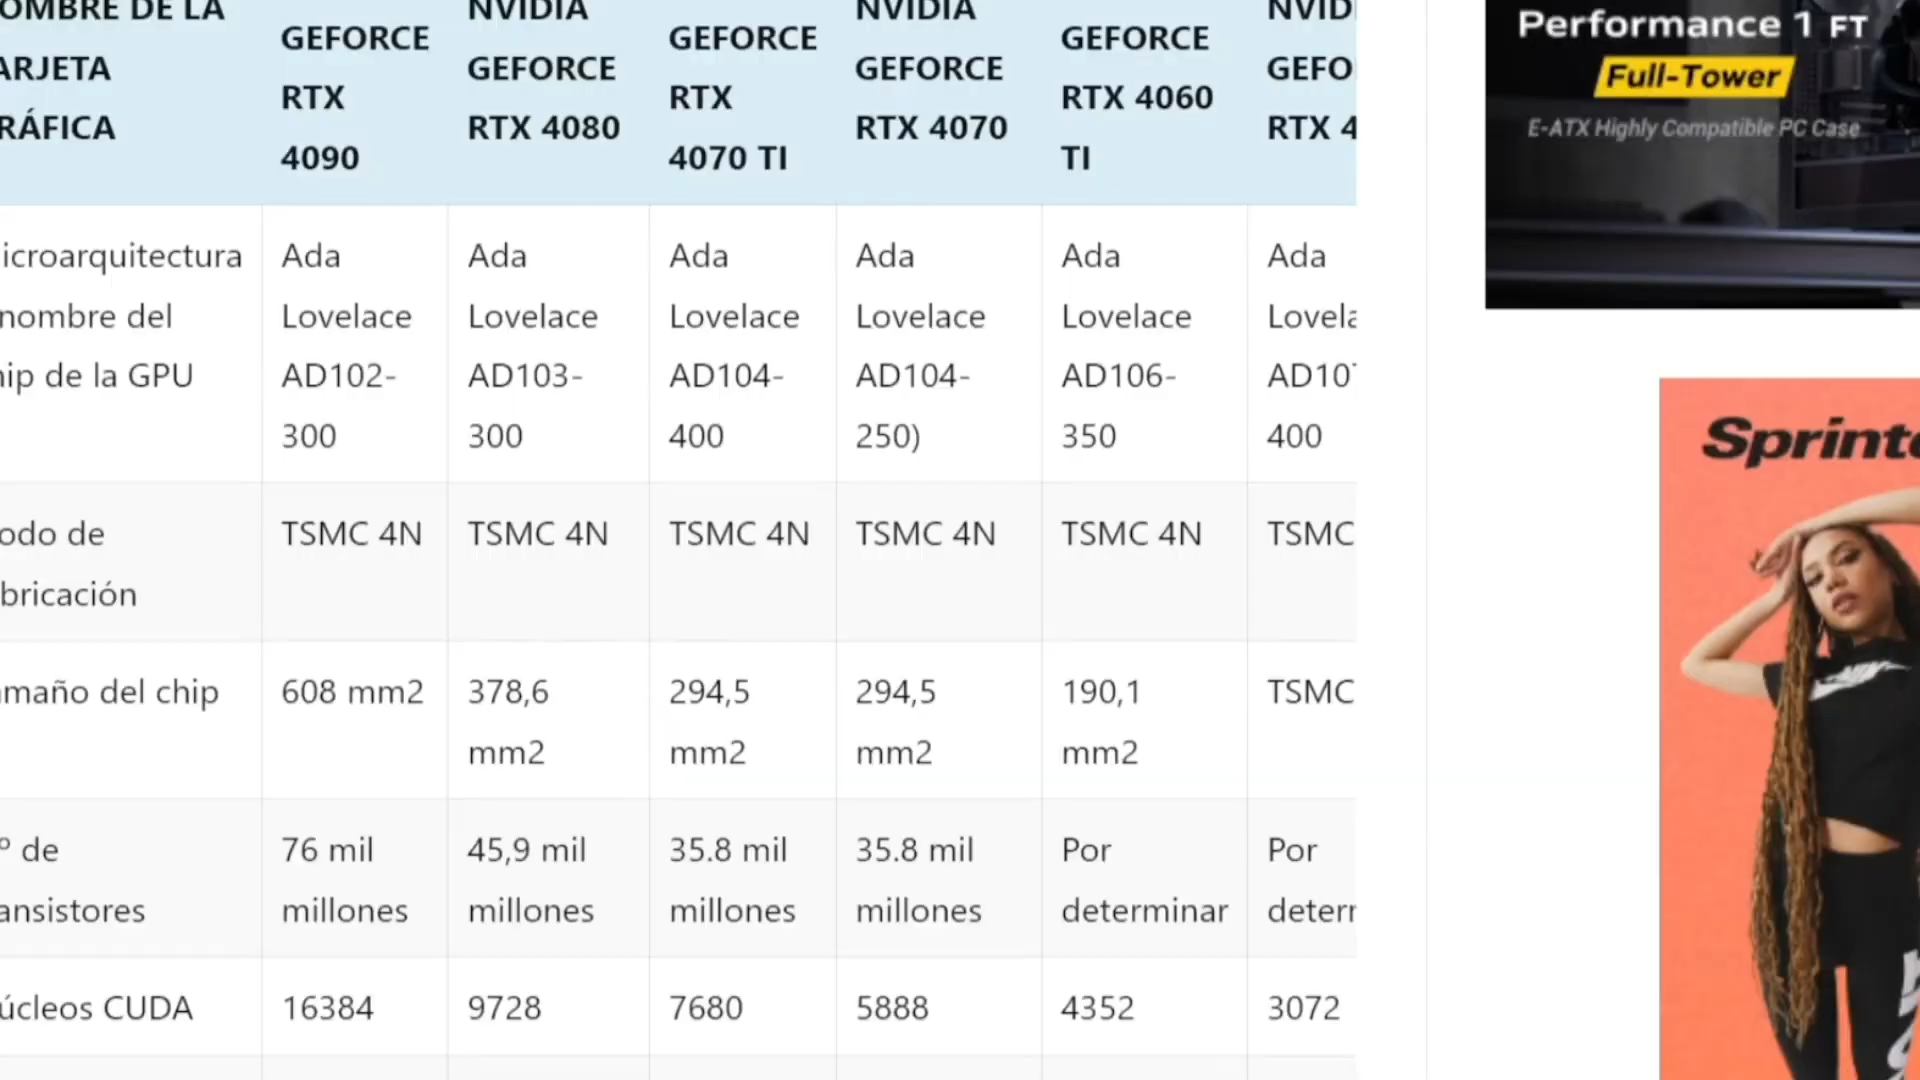 OMBRE DE LA
ARJETA
RÁFICA
GEFORCE
RTX
4090
NVIDIA
GEFORCE
RTX 4080
GEFORCE
RTX
4070 TI
NVIDIA
GEFORCE
RTX 4070
GEFORCE
RTX 4060
TI
NVID
GEFO
RTX 4
icroarquitectura
nombre del
hip de la GPU
Ada
Lovelace
AD102-
300
Ada
Lovelace
AD103-
300
Ada
Lovelace
AD104-
400
Ada
Lovelace
AD104-
250)
Ada
Lovelace
AD106-
350
Ada
Lovela
AD107
400
odo de
bricación
TSMC 4N
TSMC 4N
TSMC 4N
TSMC 4N
TSMC 4N
TSMC
maño del chip
608 mm2
378,6
mm2
294,5
mm2
294,5
mm2
190,1
mm2
TSMC
º de
ansistores
76 mil
millones
45,9 mil
millones
35.8 mil
millones
35.8 mil
millones
Por
determinar
Por
deterr
úcleos CUDA
16384
9728
7680
5888
4352
3072
Performance 1 FT
Full-Tower
E-ATX Highly Compatible PC Case
Sprinte